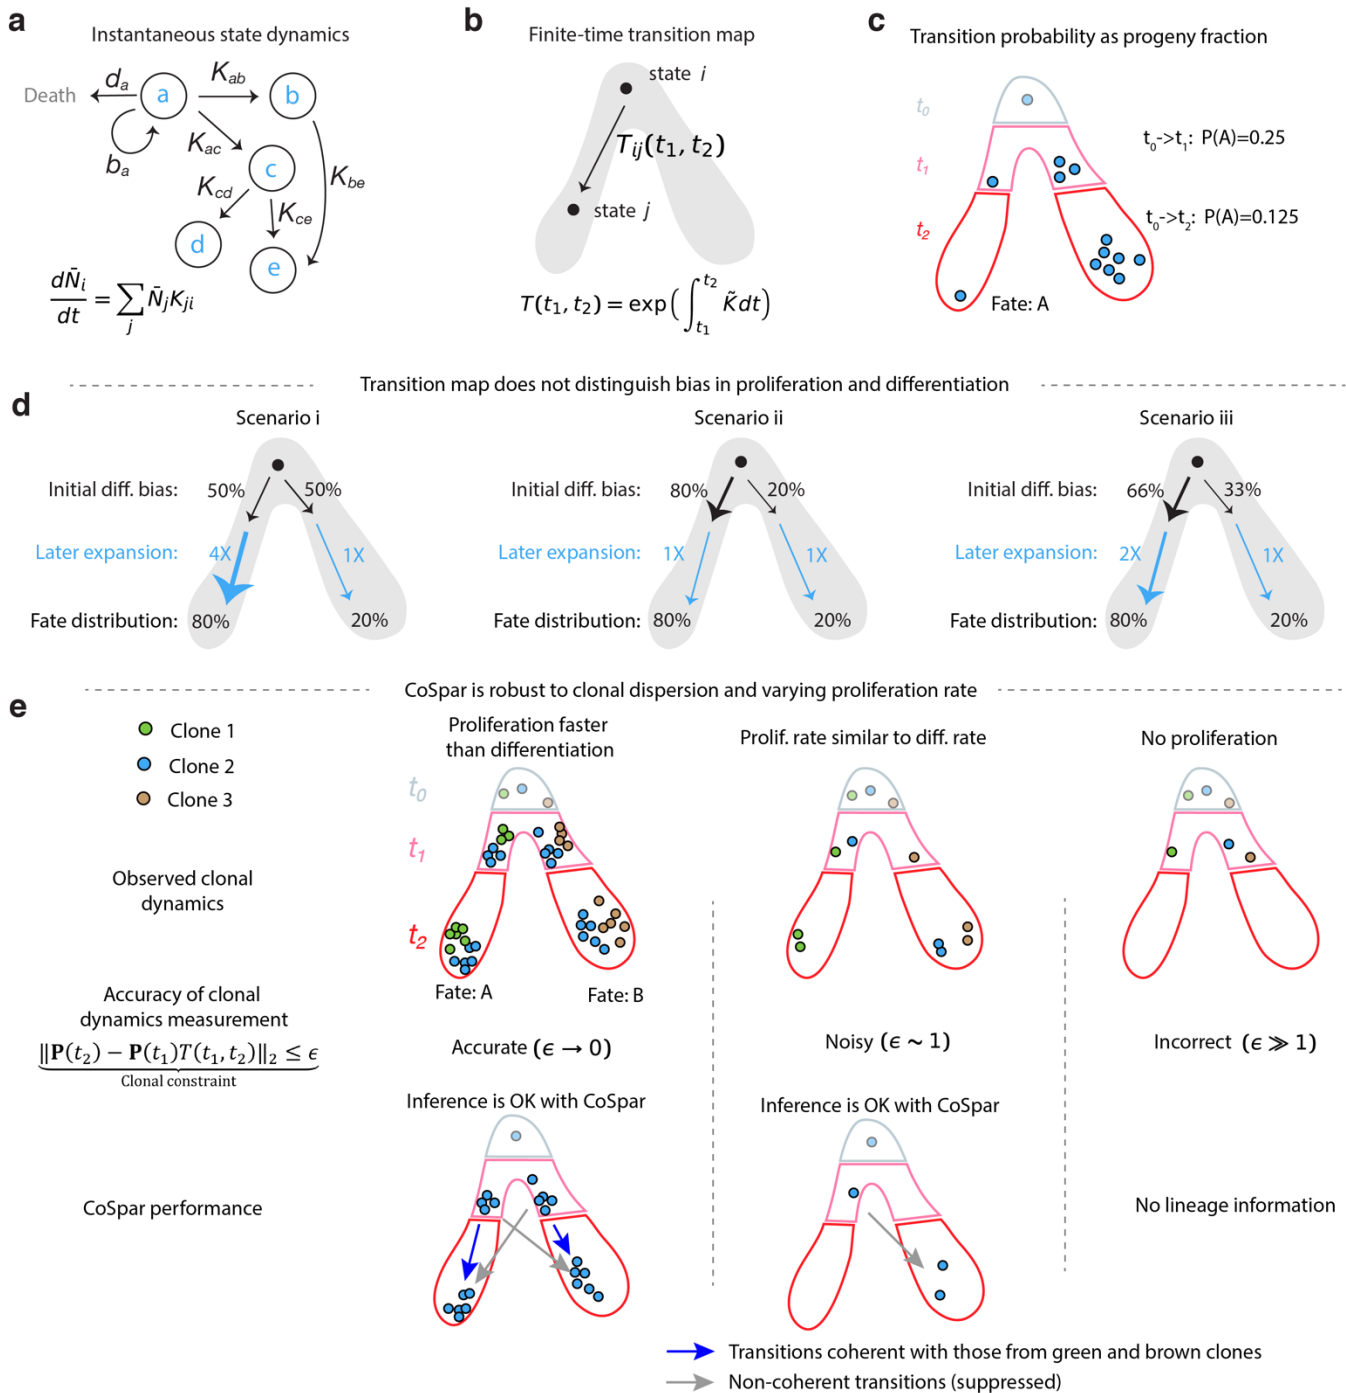 a
Instantaneous state dynamics
Death
d_a
a
K_ab
b
b_a
K_ac
c
K_cd
K_ce
K_be
d
e
dN̄_i/dt = ∑_j N̄_j K_ji
b
Finite-time transition map
state i
T_ij(t_1, t_2)
state j
T(t_1, t_2) = exp(∫_{t_1}^{t_2} K̃dt)
c
Transition probability as progeny fraction
t_0
t_0->t_1: P(A)=0.25
t_1
t_0->t_2: P(A)=0.125
t_2
Fate: A
Transition map does not distinguish bias in proliferation and differentiation
d
Scenario i
Initial diff. bias:
50%
50%
Later expansion:
4X
1X
Fate distribution:
80%
20%
Scenario ii
Initial diff. bias:
80%
20%
Later expansion:
1X
1X
Fate distribution:
80%
20%
Scenario iii
Initial diff. bias:
66%
33%
Later expansion:
2X
1X
Fate distribution:
80%
20%
CoSpar is robust to clonal dispersion and varying proliferation rate
e
Clone 1
Clone 2
Clone 3
Proliferation faster
than differentiation
Prolif. rate similar to diff. rate
No proliferation
t_0
t_1
t_2
Observed clonal
dynamics
Fate: A
Fate: B
Accuracy of clonal
dynamics measurement
‖P(t_2) − P(t_1)T(t_1, t_2)‖_2 ≤ ϵ
Clonal constraint
Accurate (ϵ → 0)
Noisy (ϵ ~ 1)
Incorrect (ϵ ≫ 1)
Inference is OK with CoSpar
Inference is OK with CoSpar
CoSpar performance
No lineage information
Transitions coherent with those from green and brown clones
Non-coherent transitions (suppressed)